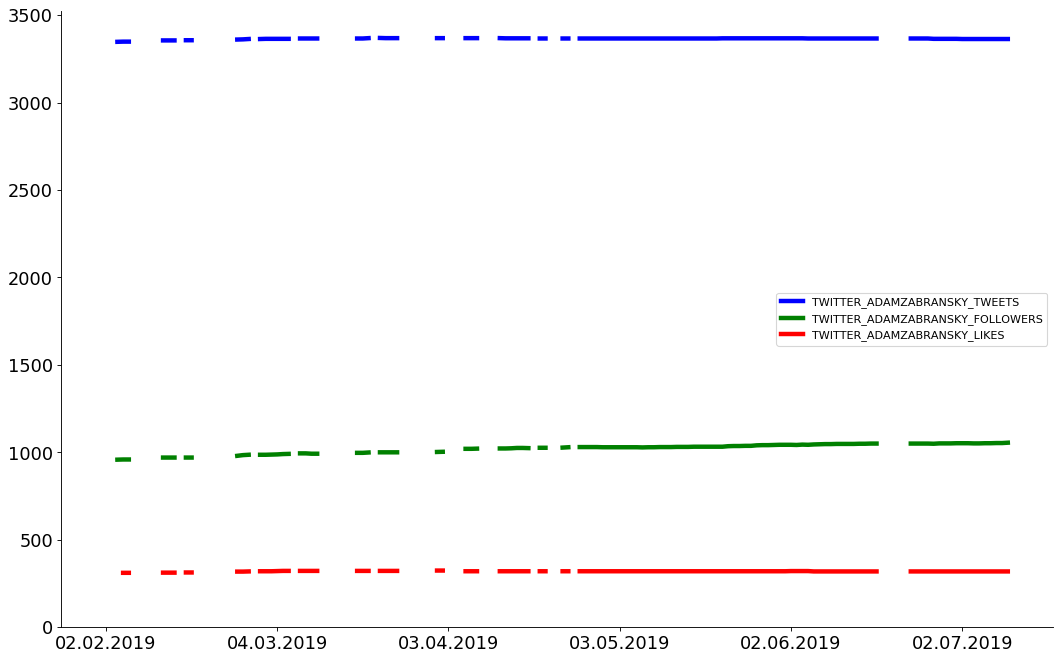 3500
3000
2500
2000
1500
1000
500
0
TWITTER_ADAMZABRANSKY_TWEETS
TWITTER_ADAMZABRANSKY_FOLLOWERS
TWITTER_ADAMZABRANSKY_LIKES
02.02.2019 04.03.2019 03.04.2019 03.05.2019 02.06.2019 02.07.2019